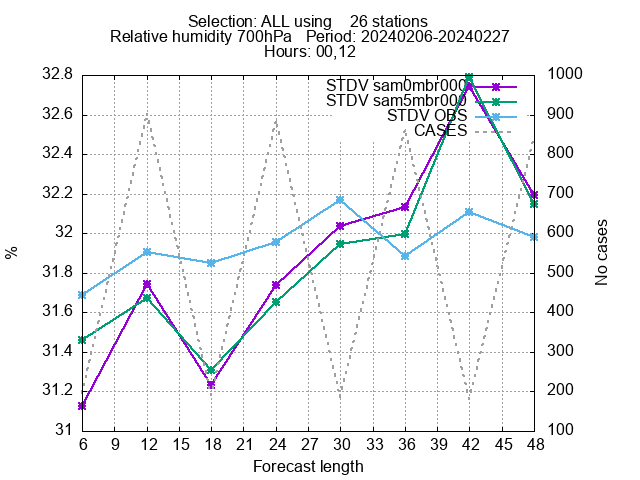 Selection: ALL using    26 stations
Relative humidity 700hPa   Period: 20240206-20240227
Hours: 00,12
STDV sam0mbr000
STDV sam5mbr000
STDV OBS
CASES
32.8
32.6
32.4
32.2
32
31.8
31.6
31.4
31.2
31
%
1000
900
800
700
600
500
400
300
200
100
No cases
6 9 12 15 18 21 24 27 30 33 36 39 42 45 48
Forecast length